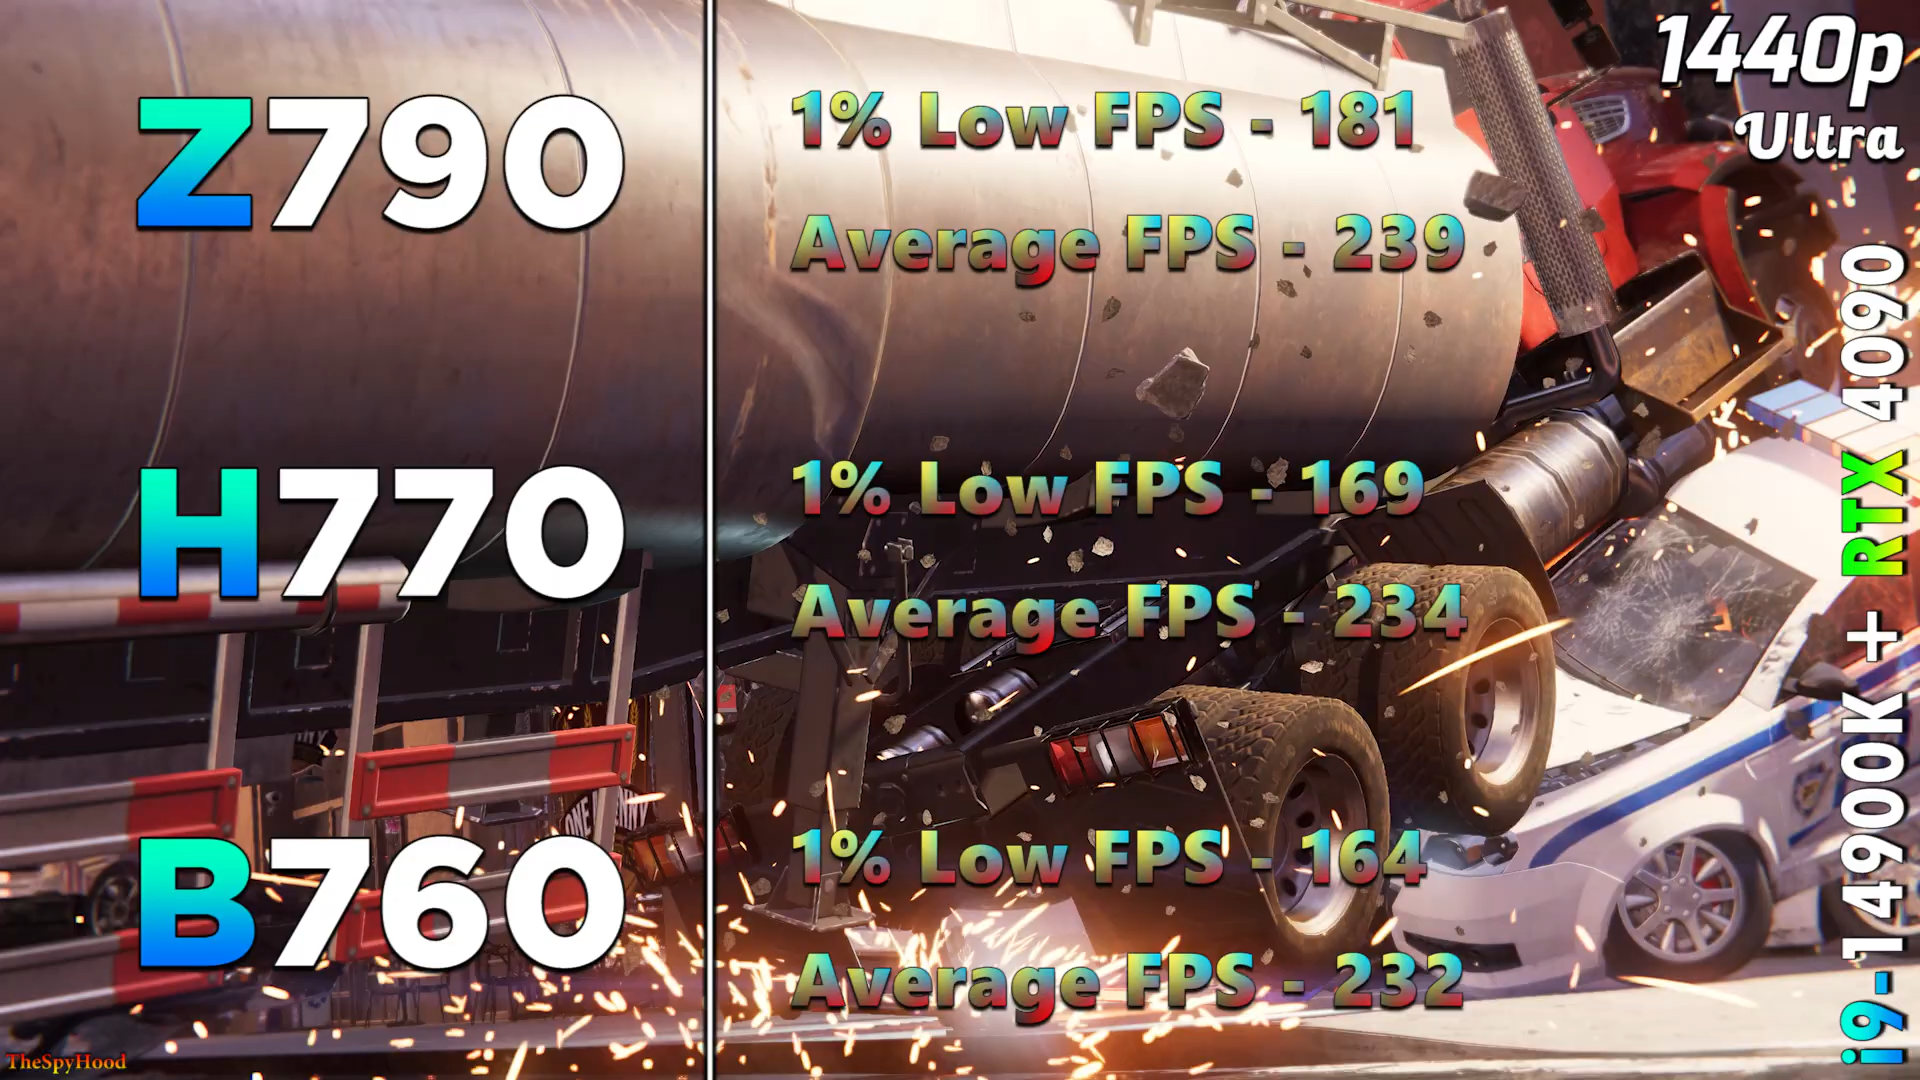 1440p
Ultra
Z790
1% Low FPS - 181
Average FPS - 239
H770
1% Low FPS - 169
Average FPS - 234
B760
1% Low FPS - 164
Average FPS - 232
i9-14900K + RTX 4090
TheSpyHood